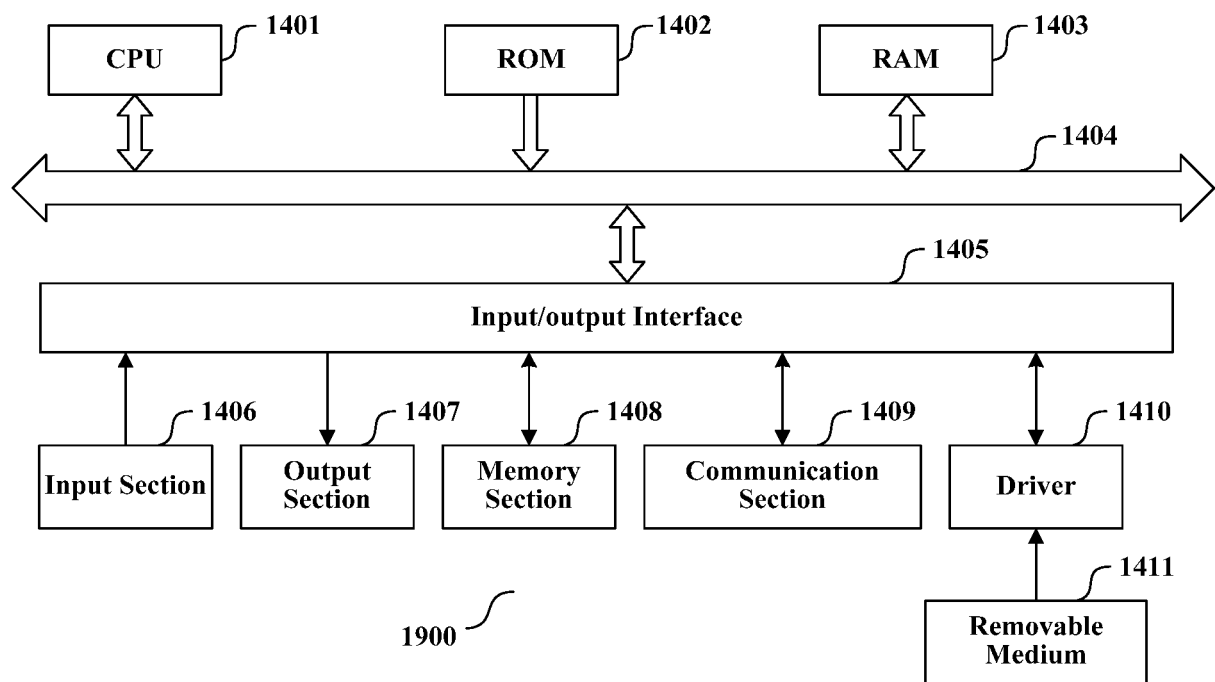 1401
1402
1403
CPU
ROM
RAM
1404
1405
Input/output Interface
1406
1407
1408
1409
1410
Input Section
Output
Section
Memory
Section
Communication
Section
Driver
1411
1900
Removable
Medium